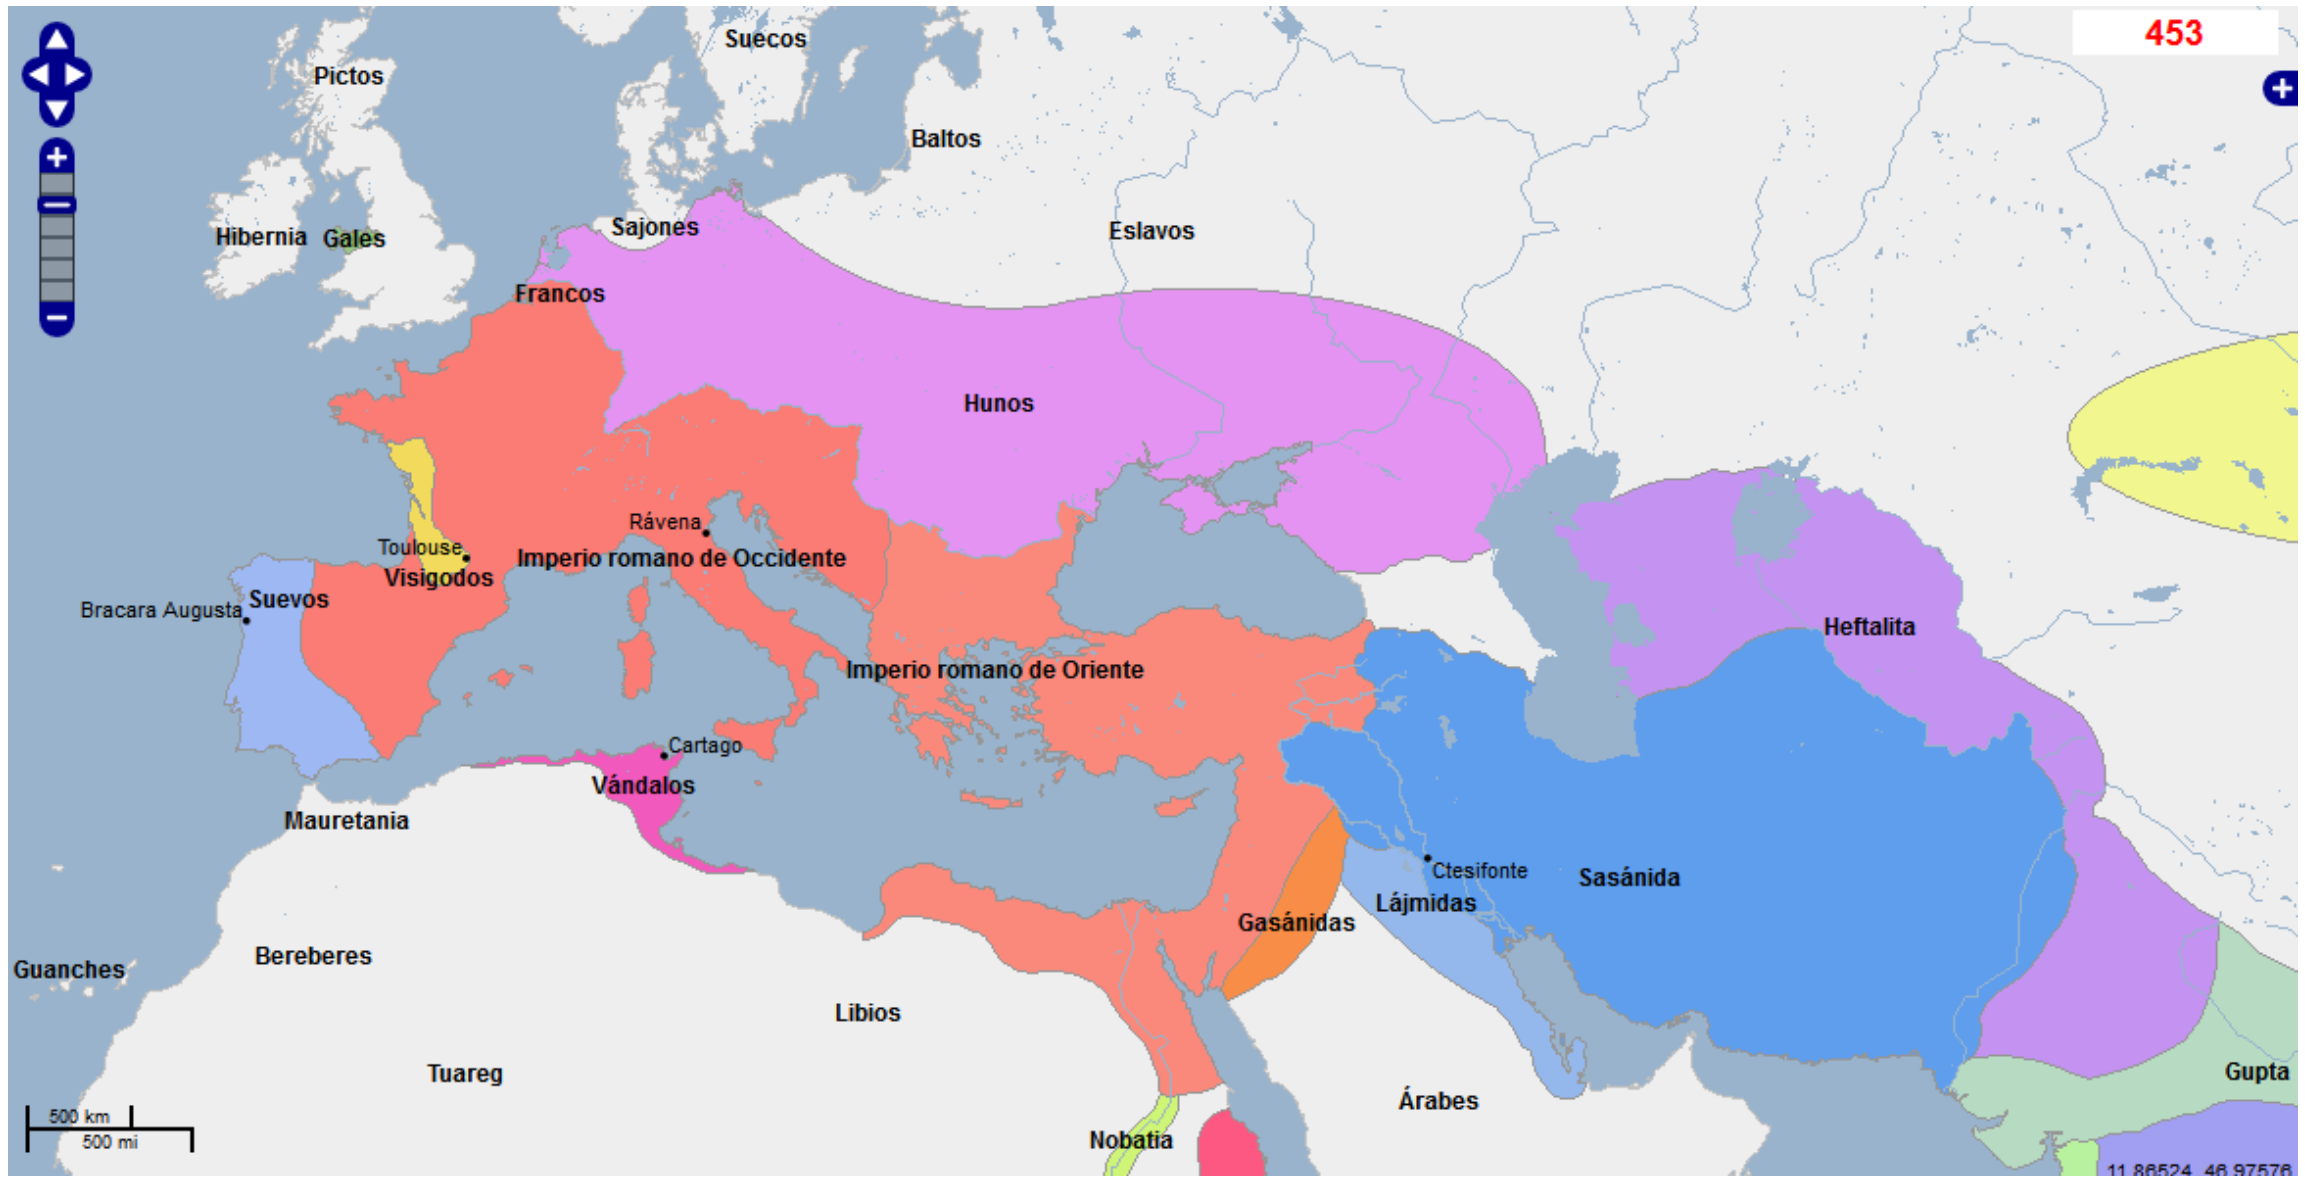 453
Suecos
Pictos
Baltos
Sajones
Eslavos
Hibernia
Gales
Francos
Hunos
Rávena
Toulouse
Imperio romano de Occidente
Visigodos
Suevos
Bracara Augusta
Heftalita
Imperio romano de Oriente
Cartago
Vándalos
Mauretania
Ctesifonte
Sasánida
Lájmidas
Gasánidas
Bereberes
Guanches
Libios
Tuareg
Gupta
Árabes
500 km
500 mi
Nobatia
11.86524, 46.97576